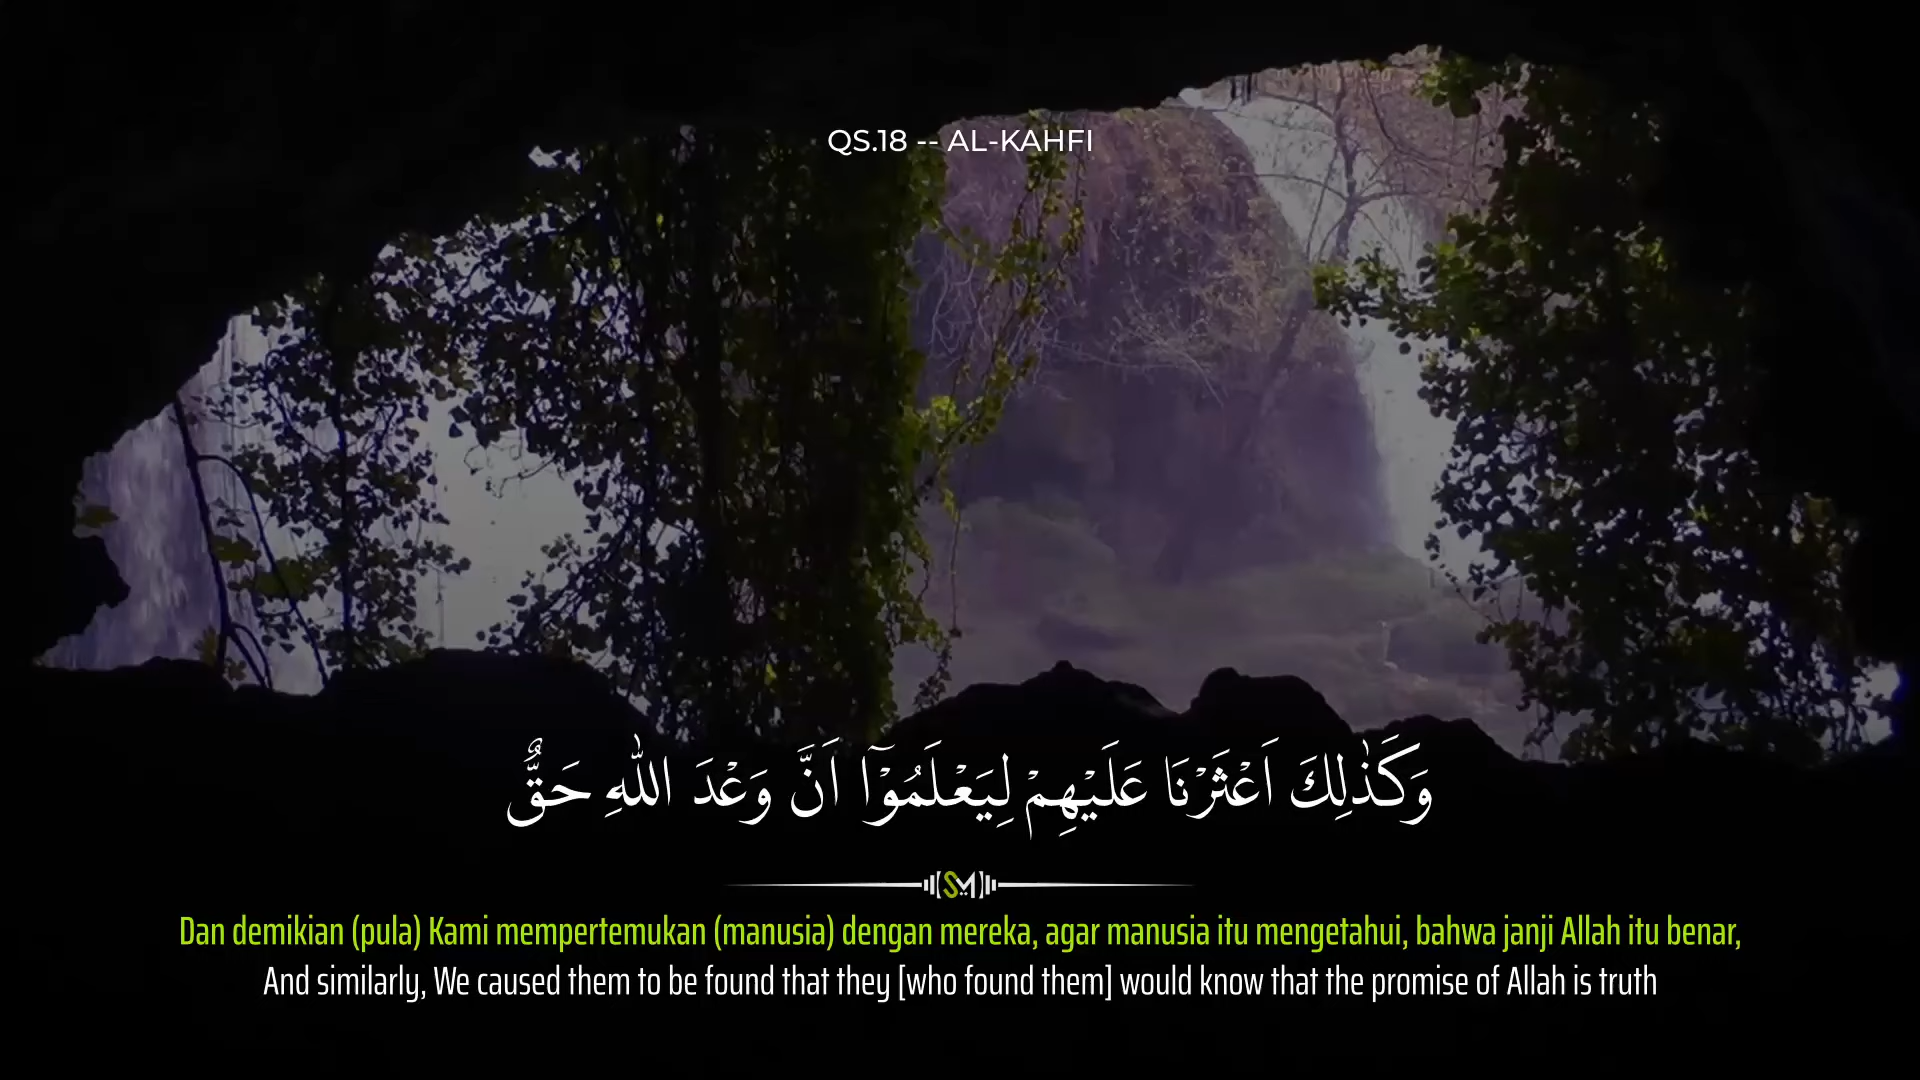 QS.18 -- AL-KAHFI
وَكَذٰلِكَ اَعْثَرْنَا عَلَيْهِمْ لِيَعْلَمُوْٓا اَنَّ وَعْدَ اللّٰهِ حَقٌّ
SM
Dan demikian (pula) Kami mempertemukan (manusia) dengan mereka, agar manusia itu mengetahui, bahwa janji Allah itu benar,
And similarly, We caused them to be found that they [who found them] would know that the promise of Allah is truth